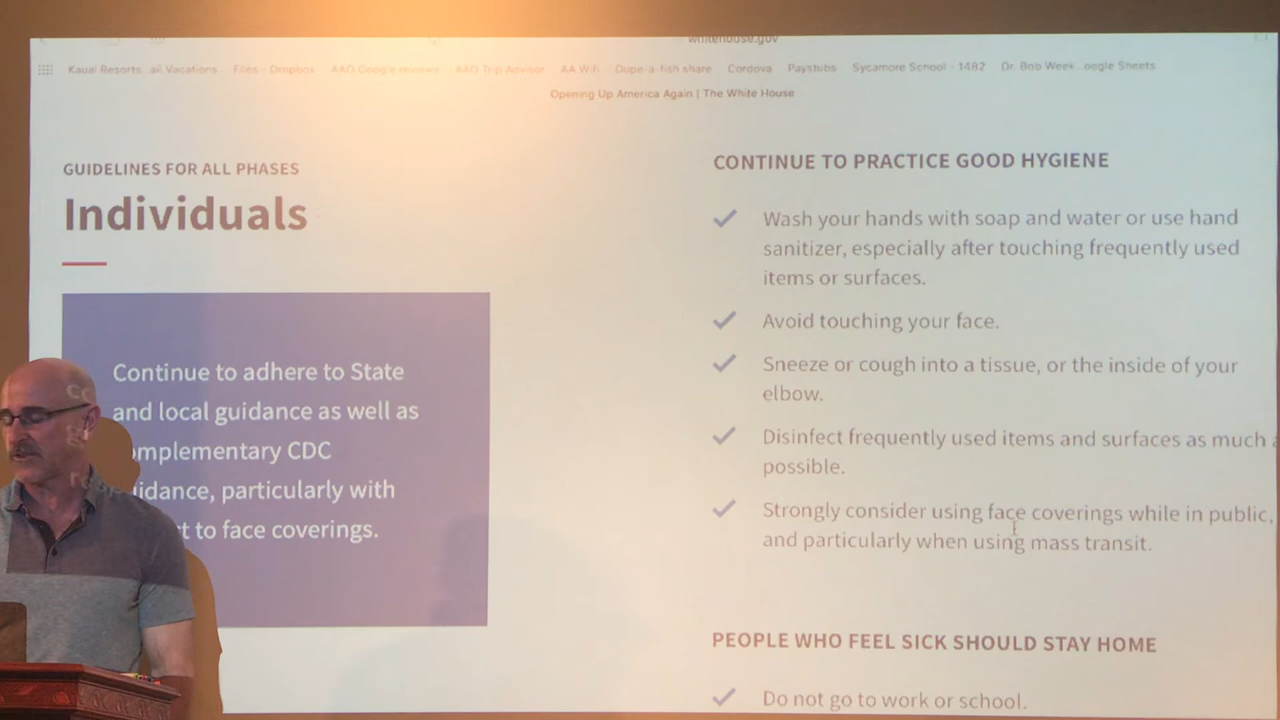 whitehouse.gov
Kauai Resorts ail Vacations Files - Dropbox AAO Google reviews AAO Trip Advisor AA Wifi Dupe-a-fish share Cordova Paystubs Sycamore School - 1482 Dr. Bob Week...oogle Sheets
Opening Up America Again | The White House
GUIDELINES FOR ALL PHASES
Individuals
Continue to adhere to State
and local guidance as well as
omplementary CDC
uidance, particularly with
t to face coverings.
CONTINUE TO PRACTICE GOOD HYGIENE
Wash your hands with soap and water or use hand
sanitizer, especially after touching frequently used
items or surfaces.
Avoid touching your face.
Sneeze or cough into a tissue, or the inside of your
elbow.
Disinfect frequently used items and surfaces as much a
possible.
Strongly consider using face coverings while in public,
and particularly when using mass transit.
PEOPLE WHO FEEL SICK SHOULD STAY HOME
Do not go to work or school.